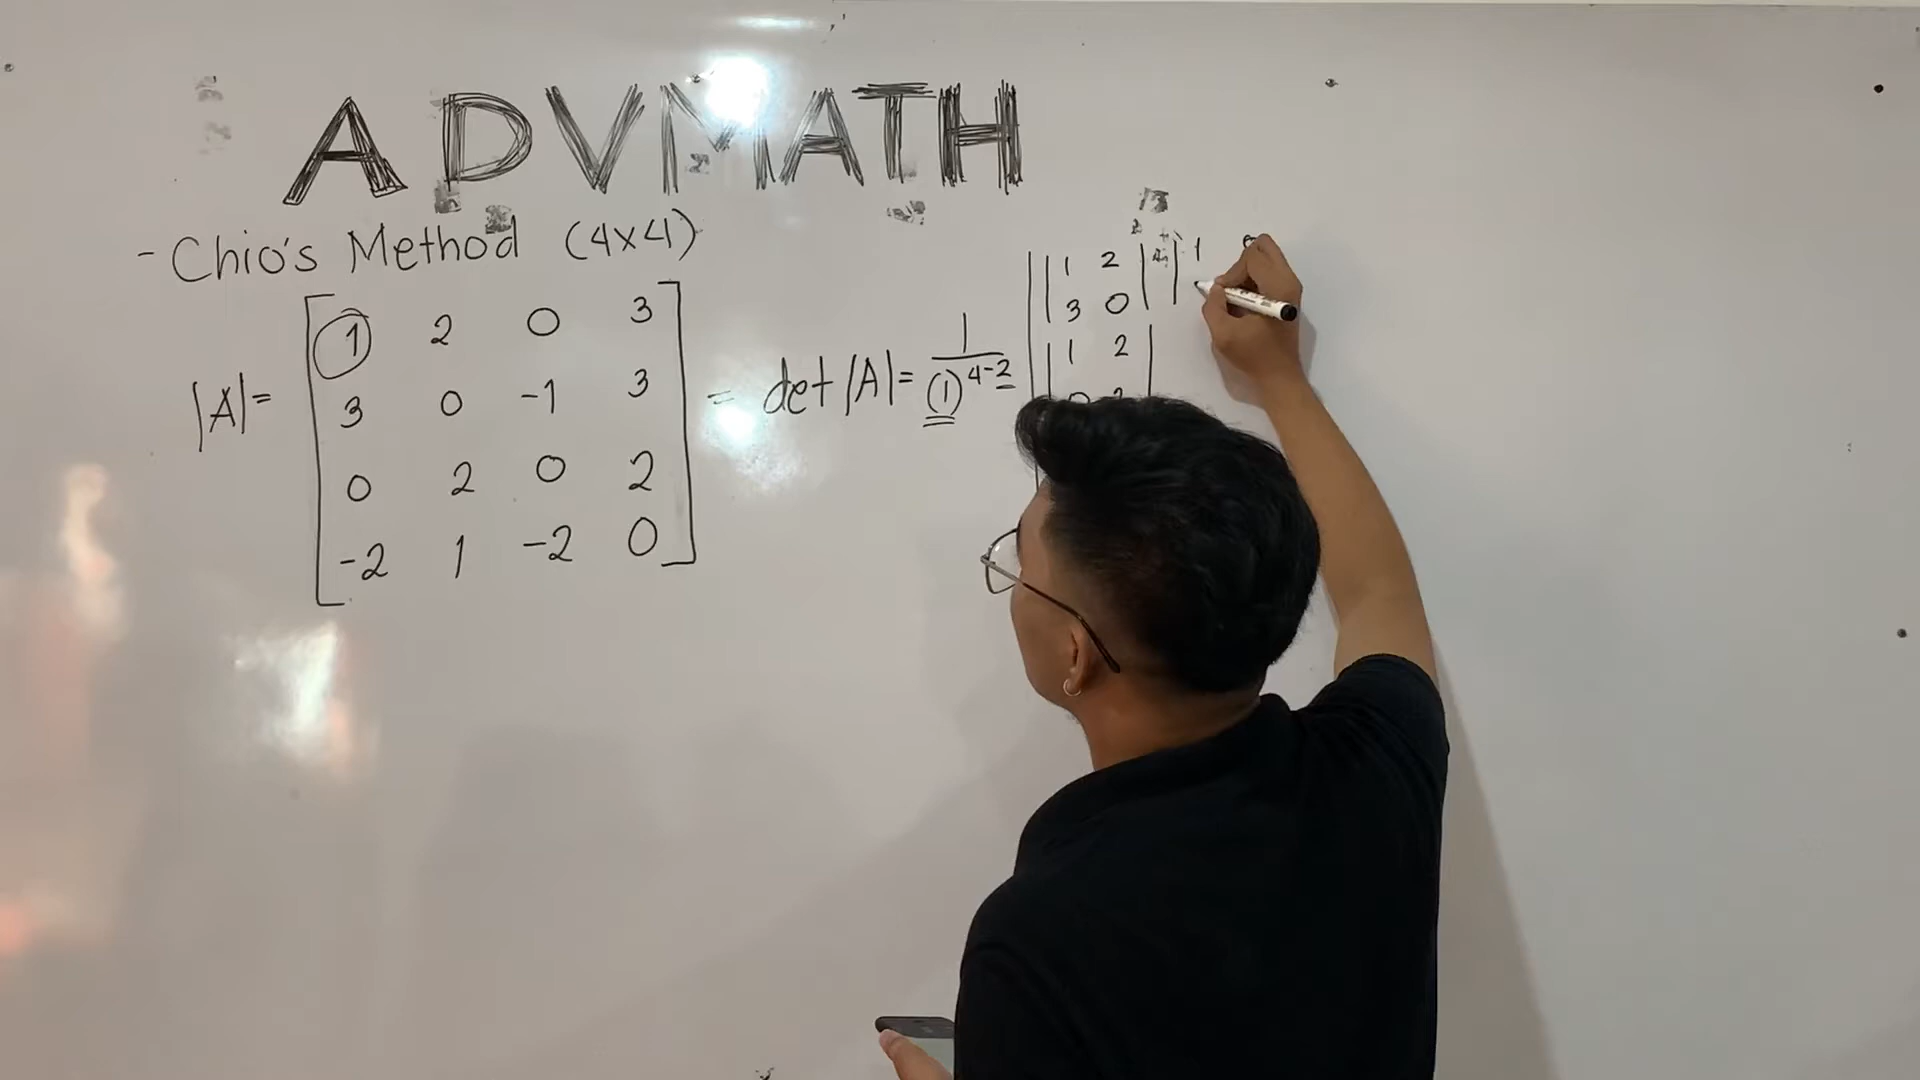 ADVMATH
- Chio's Method (4x4)
|A|= [ 1 2 0 3
3 0 -1 3
0 2 0 2
-2 1 -2 0 ]
= det |A| = 1 / (1)^4-2
| 1 2 | | 1
| 3 0 |
| 1 2 |